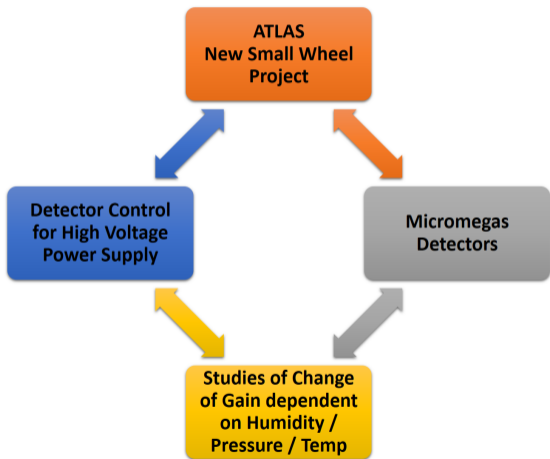 ATLAS
New Small Wheel
Project
Detector Control
for High Voltage
Power Supply
Micromegas
Detectors
Studies of Change
of Gain dependent
on Humidity /
Pressure / Temp